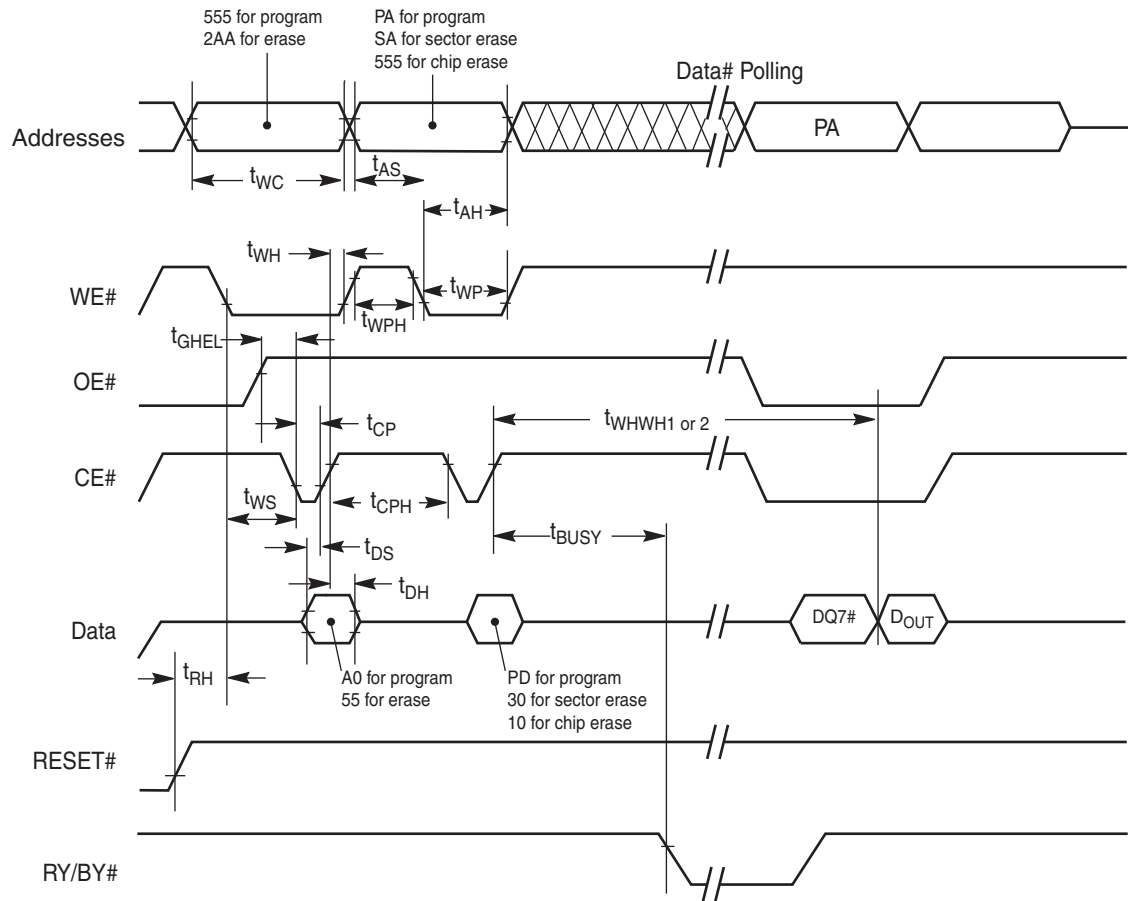 555 for program
2AA for erase
PA for program
SA for sector erase
555 for chip erase
Data# Polling
Addresses
PA
tWC
tAS
tAH
tWH
WE#
tWPH
tWP
tGHEL
OE#
tCP
tWHWH1 or 2
CE#
tWS
tCPH
tDS
tBUSY
tDH
Data
DQ7#
DOUT
tRH
A0 for program
55 for erase
PD for program
30 for sector erase
10 for chip erase
RESET#
RY/BY#